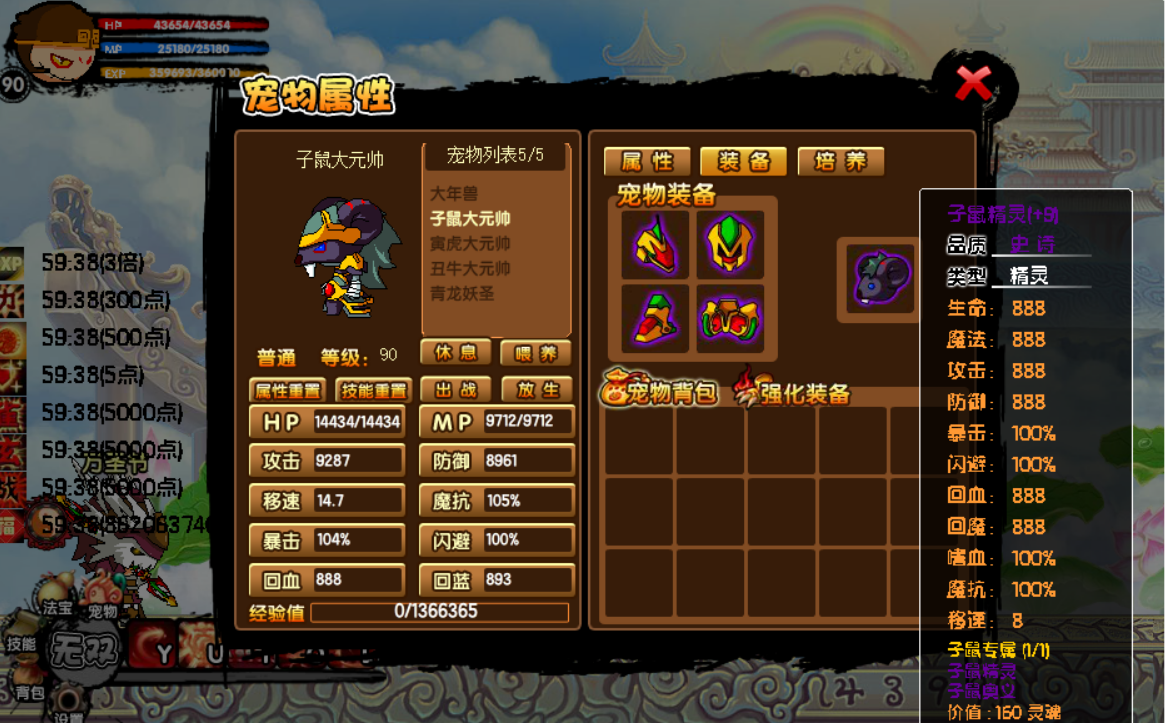 HP 43654/43654
MP 25180/25180
EXP
90
宠物属性
子鼠大元帅
宠物列表5/5
大年兽
子鼠大元帅
寅虎大元帅
丑牛大元帅
青龙妖圣
普通 等级: 90
休息 喂养
属性重置 技能重置 出战 放生
HP 14434/14434 MP 9712/9712
攻击 9287 防御 8961
移速 14.7 魔抗 105%
暴击 104% 闪避 100%
回血 888 回蓝 893
经验值 0/1366365
属性 装备 培养
宠物装备
宠物背包 强化装备
子鼠精灵(+9)
品质 史诗
类型 精灵
生命: 888
魔法: 888
攻击: 888
防御: 888
暴击: 100%
闪避: 100%
回血: 888
回魔: 888
嗜血: 100%
魔抗: 100%
移速: 8
子鼠专属 (1/1)
子鼠精灵
子鼠奥义
价值 : 160 灵魂
XP 59:38(3倍)
59:38(300点)
59:38(500点)
59:38(5点)
59:38(5000点)
59:38(5000点)
万圣节
战
福
法宝 宠物
技能 无双 Y U
背包
设置
4 3